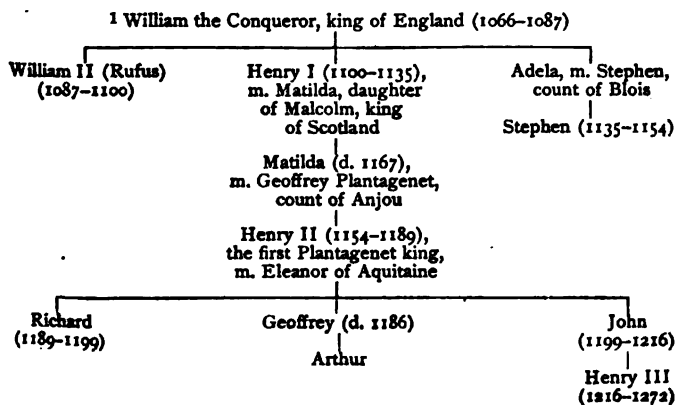 1 William the Conqueror, king of England (1066–1087)
William II (Rufus)
(1087–1100)
Henry I (1100–1135),
m. Matilda, daughter
of Malcolm, king
of Scotland
Adela, m. Stephen,
count of Blois
Stephen (1135–1154)
Matilda (d. 1167),
m. Geoffrey Plantagenet,
count of Anjou
Henry II (1154–1189),
the first Plantagenet king,
m. Eleanor of Aquitaine
Richard
(1189–1199)
Geoffrey (d. 1186)
Arthur
John
(1199–1216)
Henry III
(1216–1272)